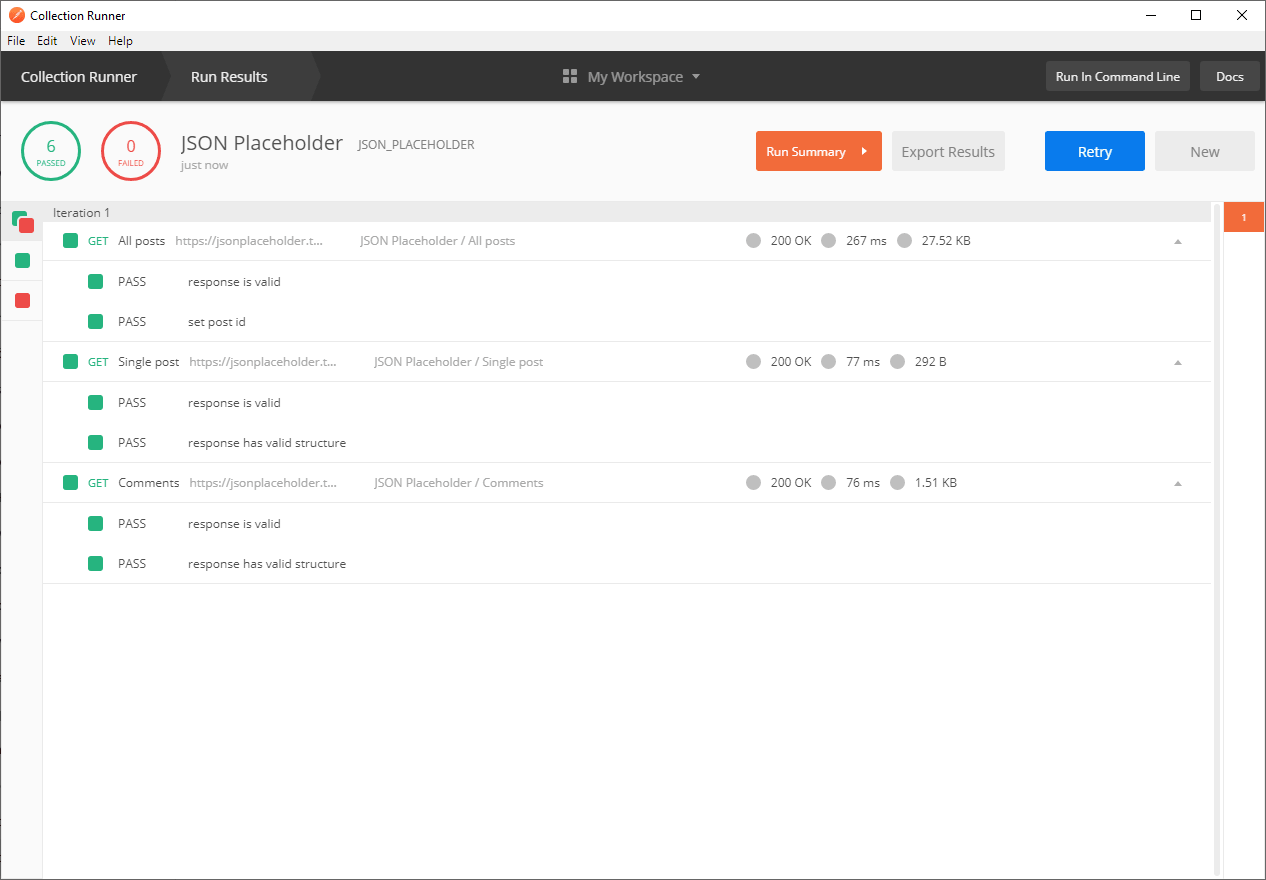 Collection Runner
File Edit View Help
Collection Runner Run Results My Workspace Run In Command Line Docs
6 PASSED 0 FAILED JSON Placeholder JSON_PLACEHOLDER just now Run Summary Export Results Retry New
Iteration 1 1
GET All posts https://jsonplaceholder.t... JSON Placeholder / All posts 200 OK 267 ms 27.52 KB
PASS response is valid
PASS set post id
GET Single post https://jsonplaceholder.t... JSON Placeholder / Single post 200 OK 77 ms 292 B
PASS response is valid
PASS response has valid structure
GET Comments https://jsonplaceholder.t... JSON Placeholder / Comments 200 OK 76 ms 1.51 KB
PASS response is valid
PASS response has valid structure